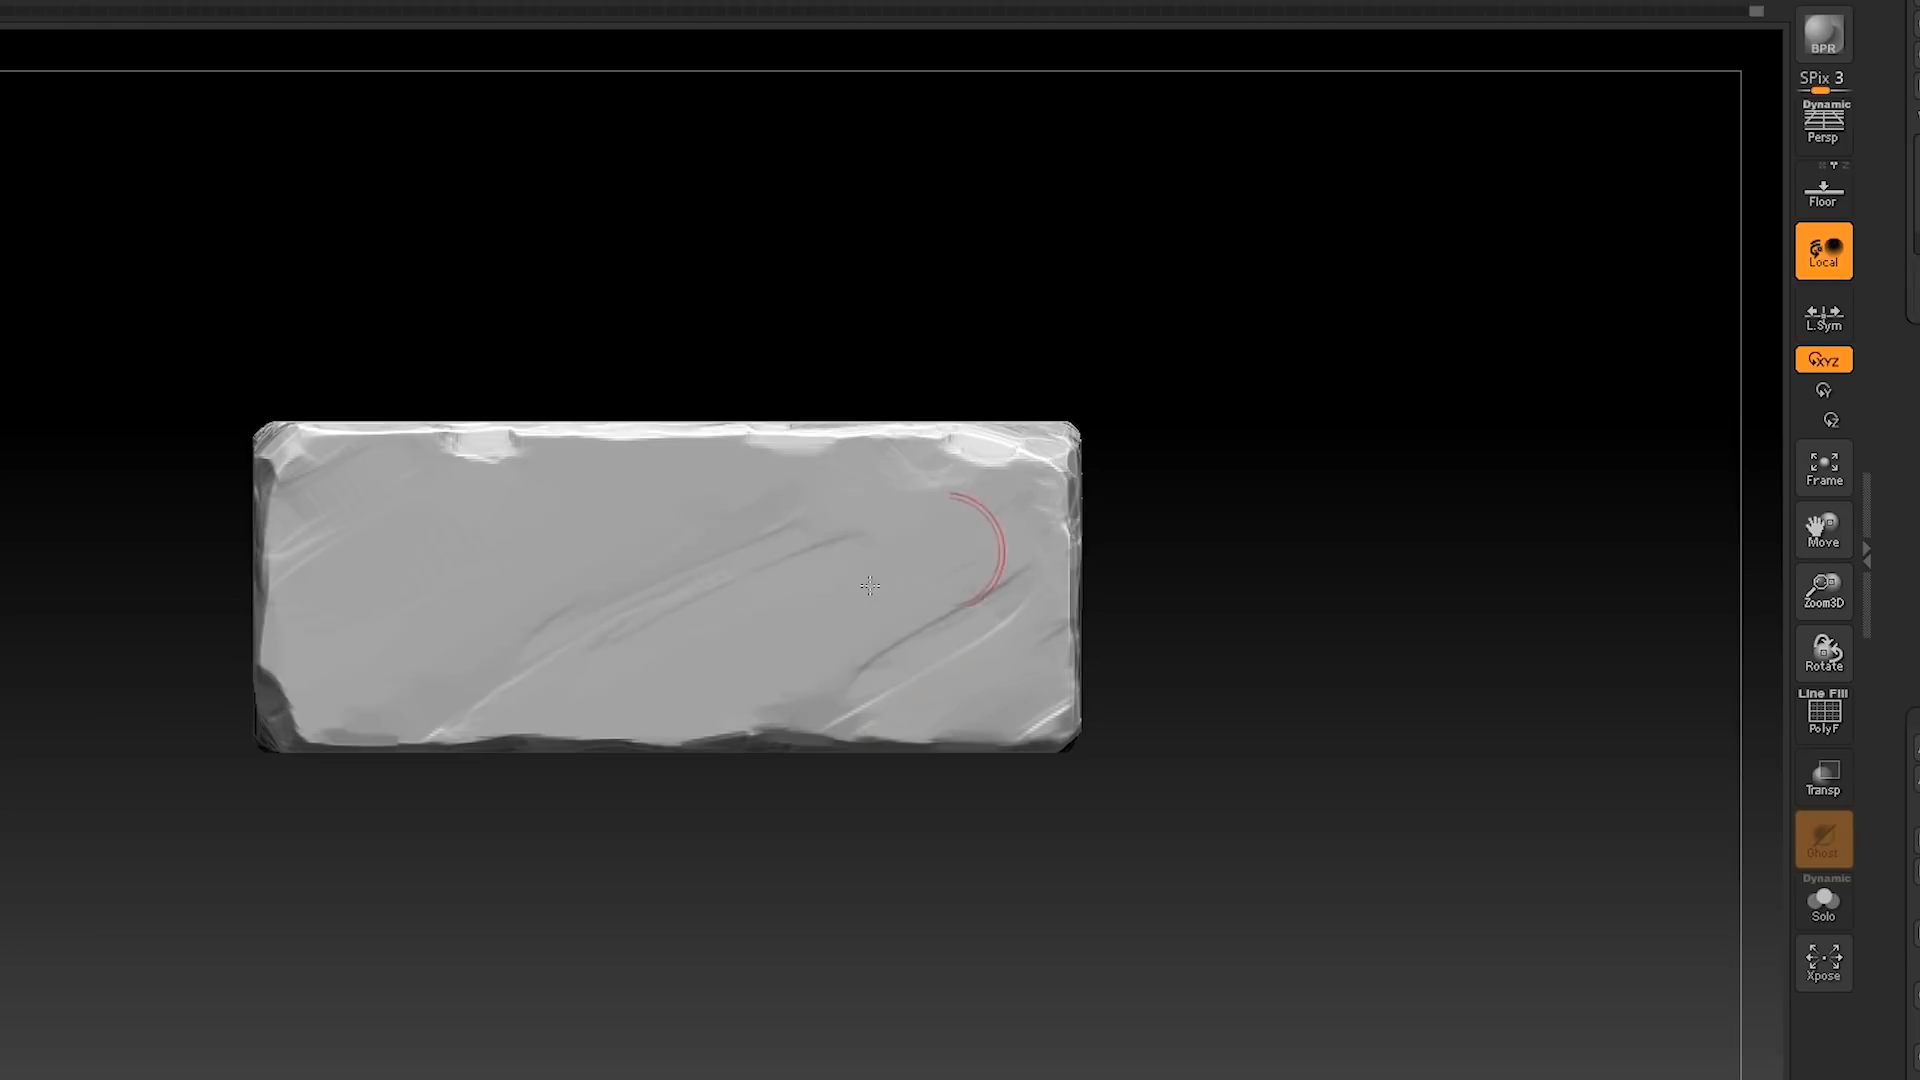 BPR
SPix 3
Dynamic
Persp
Floor
Local
L.Sym
XYZ
Y
Z
Frame
Move
Zoom3D
Rotate
Line Fill
PolyF
Transp
Ghost
Dynamic
Solo
Xpose